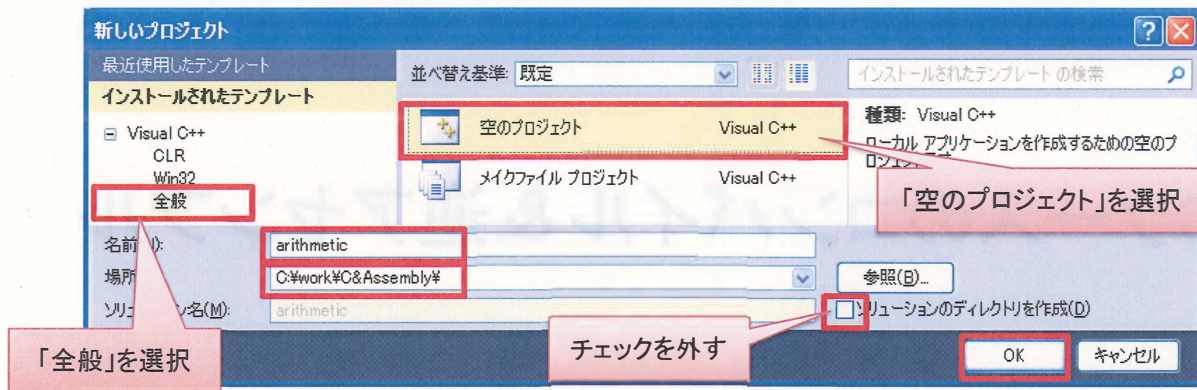 新しいプロジェクト
最近使用したテンプレート
インストールされたテンプレート
Visual C++
CLR
Win32
全般
並べ替え基準: 既定
インストールされたテンプレート の検索
空のプロジェクト Visual C++
メイクファイル プロジェクト Visual C++
種類: Visual C++
ローカル アプリケーションを作成するための空のプ
「空のプロジェクト」を選択
名前
arithmetic
場所
C:¥work¥C&Assembly¥
参照(B)...
名(M):
arithmetic
ソリューションのディレクトリを作成(D)
「全般」を選択
チェックを外す
OK
キャンセル